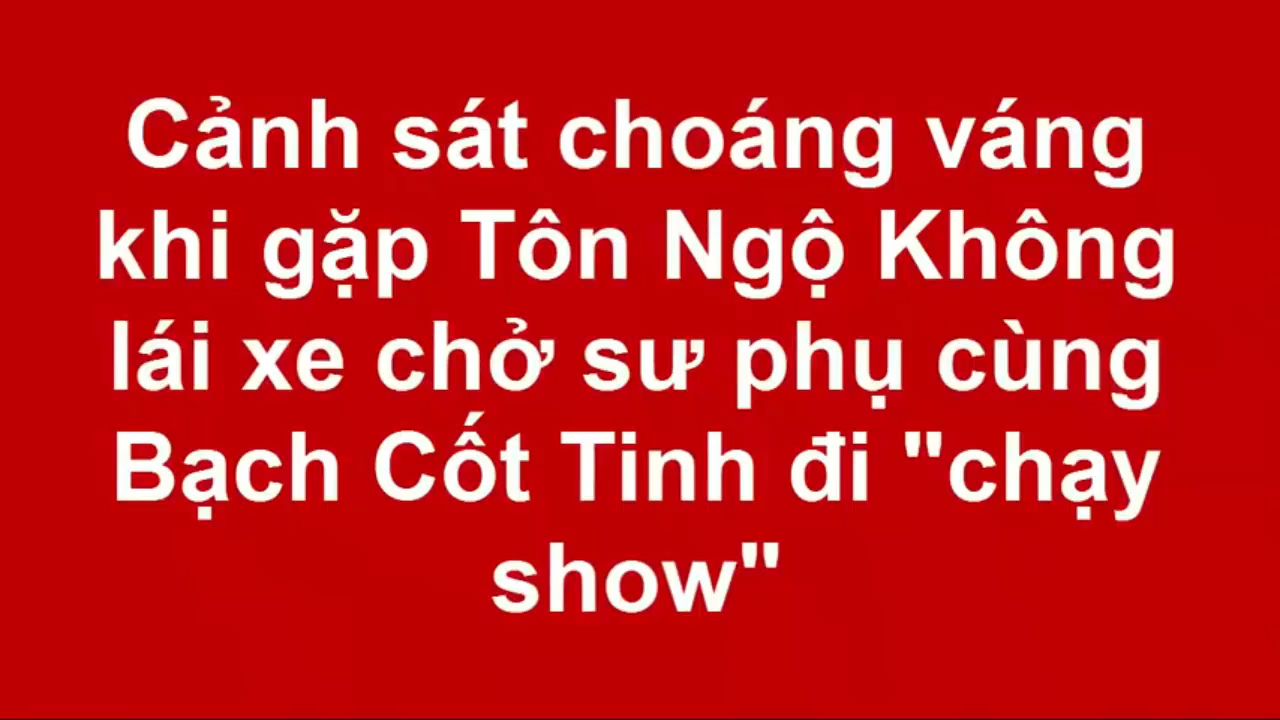 Cảnh sát choáng váng
khi gặp Tôn Ngộ Không
lái xe chở sư phụ cùng
Bạch Cốt Tinh đi "chạy
show"